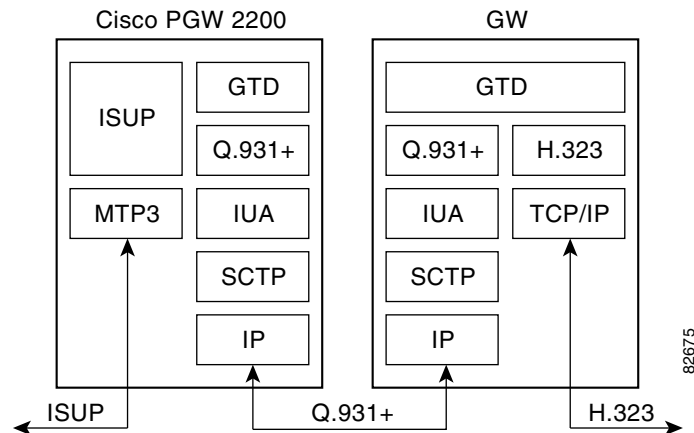 Cisco PGW 2200
ISUP
GTD
Q.931+
MTP3
IUA
SCTP
IP
GW
GTD
Q.931+
H.323
IUA
TCP/IP
SCTP
IP
ISUP
Q.931+
H.323
82675